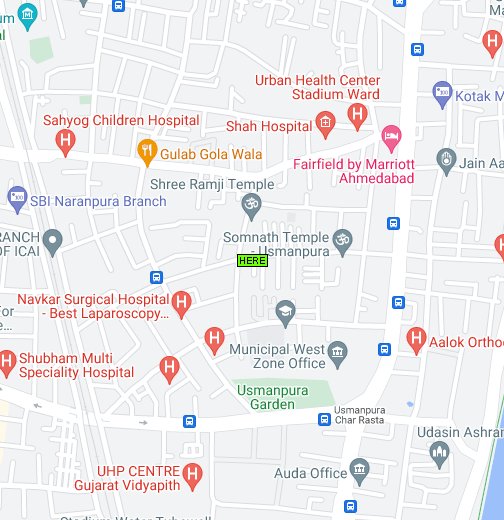 Urban Health Center
Stadium Ward
Kotak M
Sahyog Children Hospital
Shah Hospital
Gulab Gola Wala
Fairfield by Marriott
Ahmedabad
Jain Aa
Shree Ramji Temple
SBI Naranpura Branch
RANCH
OF ICAI
Somnath Temple
- Usmanpura
HERE
Navkar Surgical Hospital
- Best Laparoscopy...
For
e...
Aalok Ortho
Municipal West
Zone Office
Shubham Multi
Speciality Hospital
Usmanpura
Garden
Usmanpura
Char Rasta
Udasin Ashra
UHP CENTRE
Gujarat Vidyapith
Auda Office